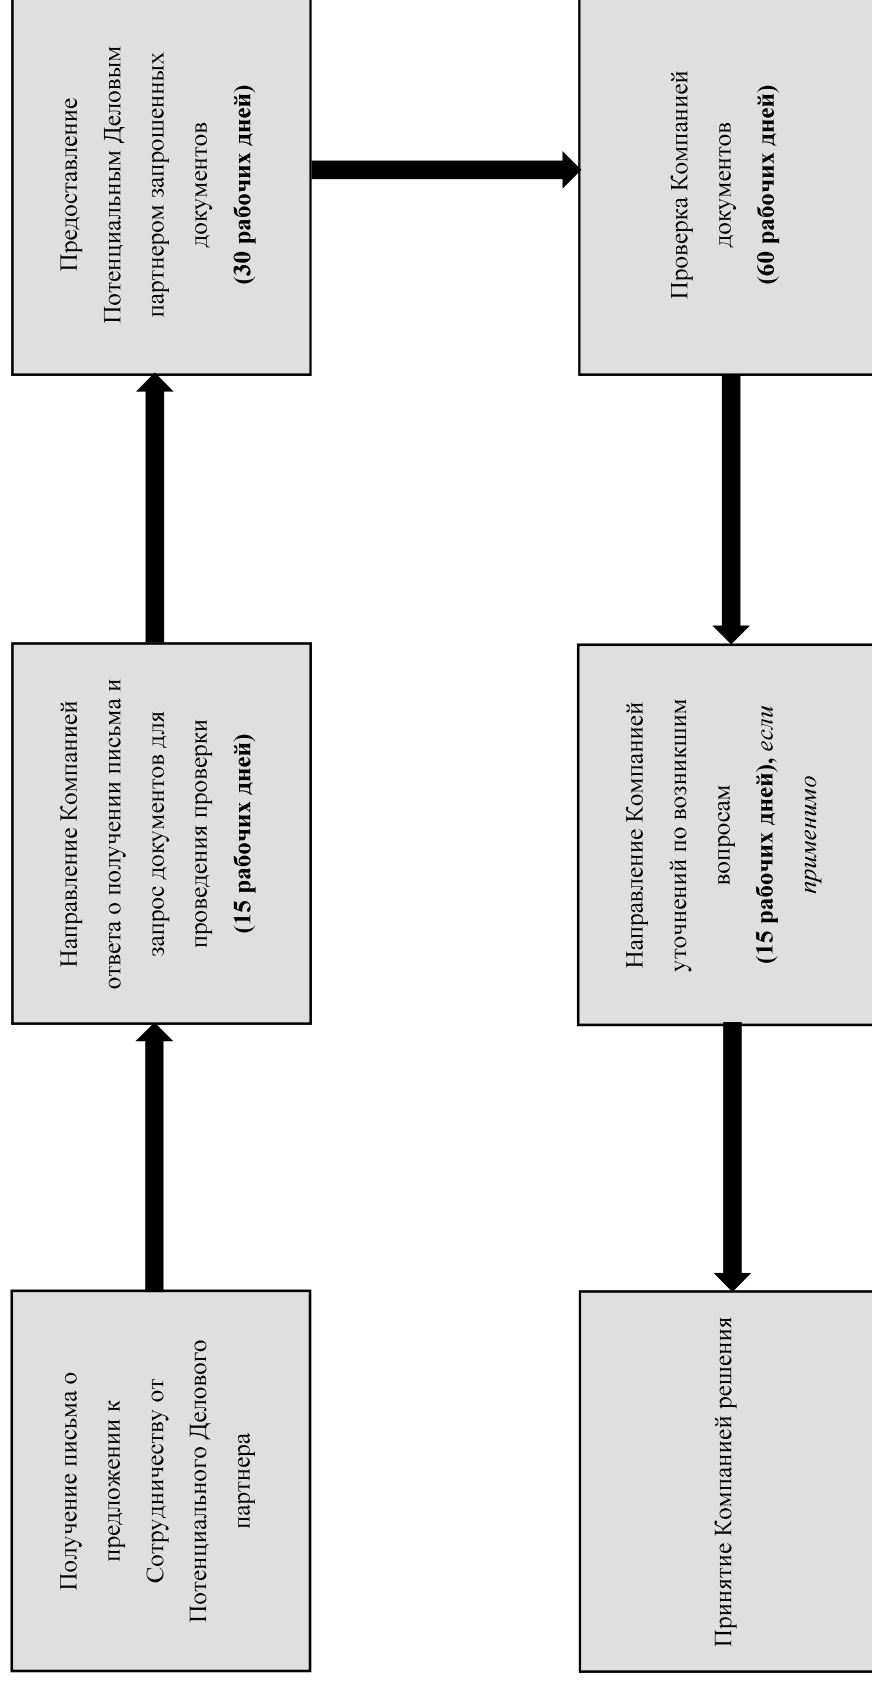 Получение письма о
предложении к
Сотрудничеству от
Потенциального Делового
партнера
Направление Компанией
ответа о получении письма и
запрос документов для
проведения проверки
(15 рабочих дней)
Предоставление
Потенциальным Деловым
партнером запрошенных
документов
(30 рабочих дней)
Проверка Компанией
документов
(60 рабочих дней)
Направление Компанией
уточнений по возникшим
вопросам
(15 рабочих дней), если
применимо
Принятие Компанией решения